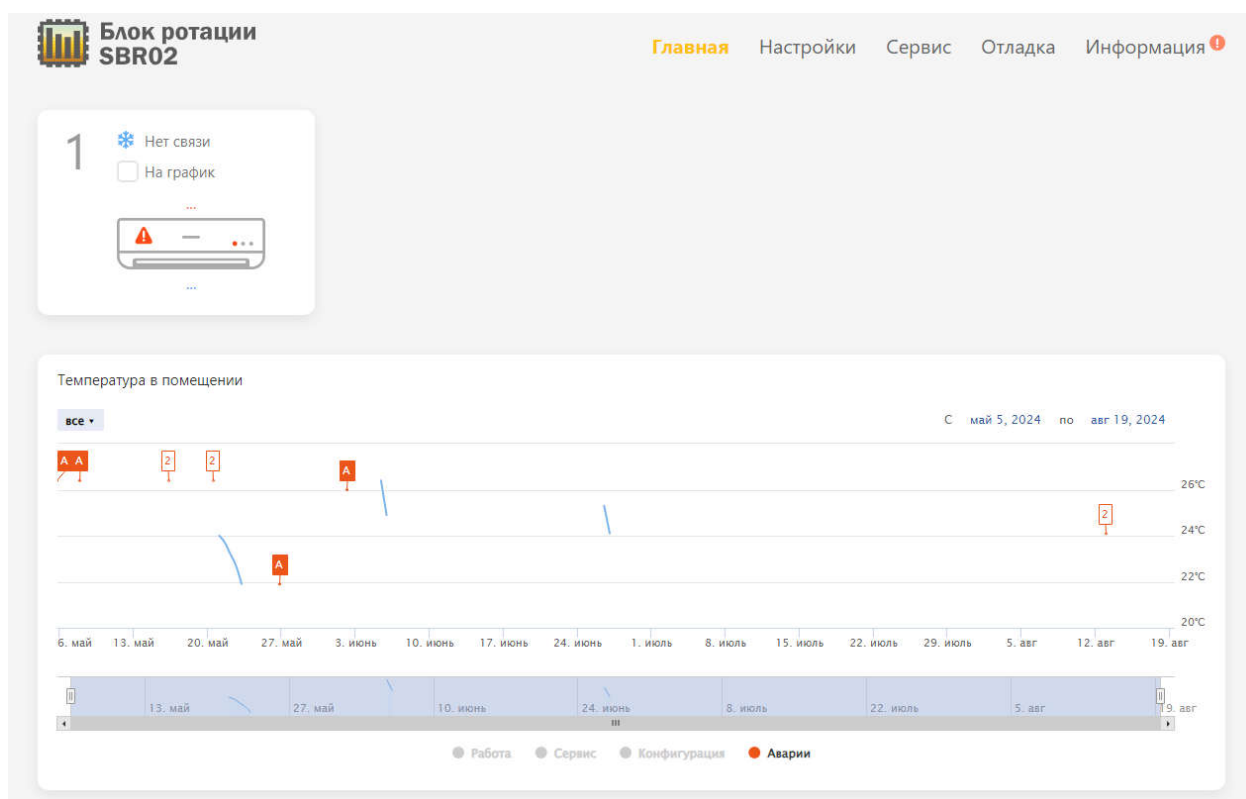 Блок ротации
SBR02
Главная Настройки Сервис Отладка Информация !
1
Нет связи
На график
...
...
Температура в помещении
все
С май 5, 2024 по авг 19, 2024
A A 2 2 A
26°C
2
24°C
A
22°C
20°C
6. май 13. май 20. май 27. май 3. июнь 10. июнь 17. июнь 24. июнь 1. июль 8. июль 15. июль 22. июль 29. июль 5. авг 12. авг 19. авг
13. май 27. май 10. июнь 24. июнь 8. июль 22. июль 5. авг 19. авг
Работа Сервис Конфигурация Аварии